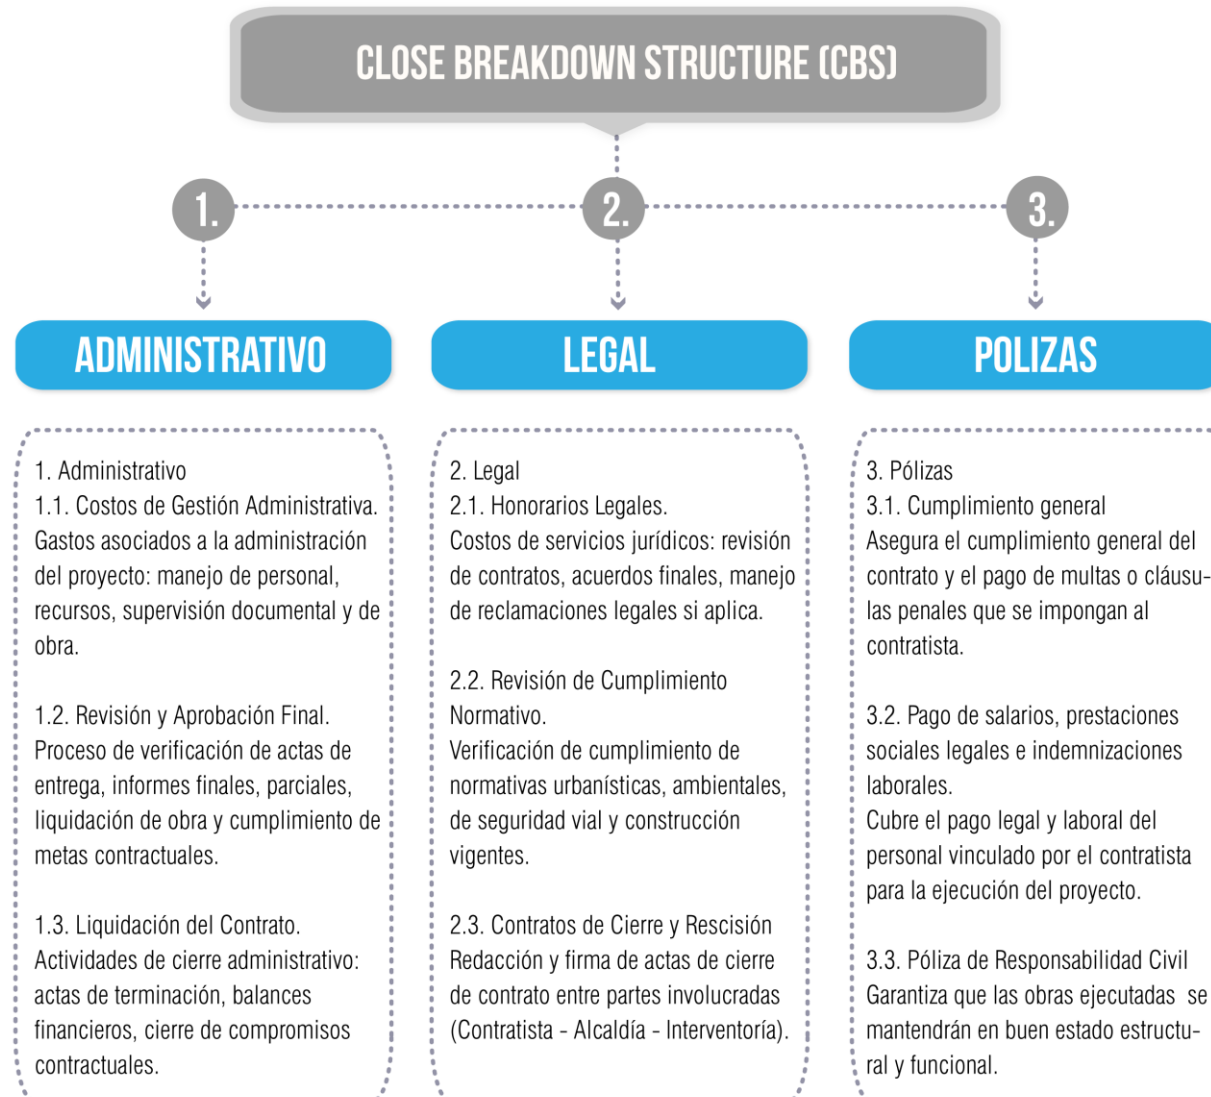 CLOSE BREAKDOWN STRUCTURE (CBS)
1.
2.
3.
ADMINISTRATIVO
LEGAL
POLIZAS
1. Administrativo
1.1. Costos de Gestión Administrativa.
Gastos asociados a la administración
del proyecto: manejo de personal,
recursos, supervisión documental y de
obra.
1.2. Revisión y Aprobación Final.
Proceso de verificación de actas de
entrega, informes finales, parciales,
liquidación de obra y cumplimiento de
metas contractuales.
1.3. Liquidación del Contrato.
Actividades de cierre administrativo:
actas de terminación, balances
financieros, cierre de compromisos
contractuales.
2. Legal
2.1. Honorarios Legales.
Costos de servicios jurídicos: revisión
de contratos, acuerdos finales, manejo
de reclamaciones legales si aplica.
2.2. Revisión de Cumplimiento
Normativo.
Verificación de cumplimiento de
normativas urbanísticas, ambientales,
de seguridad vial y construcción
vigentes.
2.3. Contratos de Cierre y Rescisión
Redacción y firma de actas de cierre
de contrato entre partes involucradas
(Contratista - Alcaldía - Interventoría).
3. Pólizas
3.1. Cumplimiento general
Asegura el cumplimiento general del
contrato y el pago de multas o cláusu-
las penales que se impongan al
contratista.
3.2. Pago de salarios, prestaciones
sociales legales e indemnizaciones
laborales.
Cubre el pago legal y laboral del
personal vinculado por el contratista
para la ejecución del proyecto.
3.3. Póliza de Responsabilidad Civil
Garantiza que las obras ejecutadas se
mantendrán en buen estado estructu-
ral y funcional.